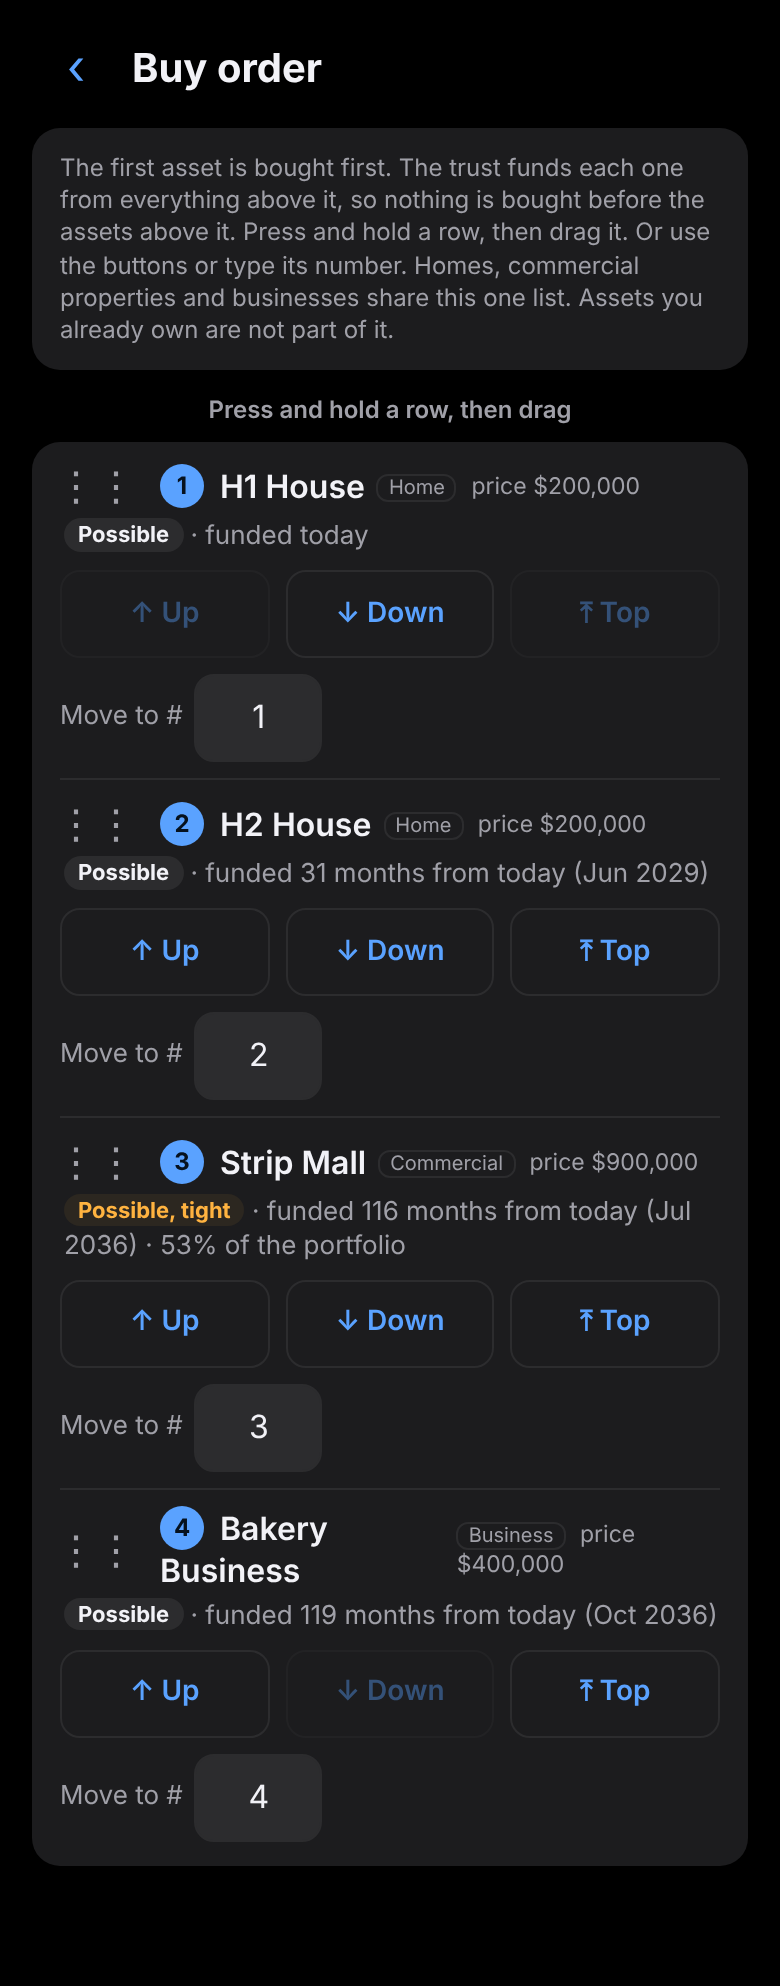 ‹ Buy order
The first asset is bought first. The trust funds each one
from everything above it, so nothing is bought before the
assets above it. Press and hold a row, then drag it. Or use
the buttons or type its number. Homes, commercial
properties and businesses share this one list. Assets you
already own are not part of it.
Press and hold a row, then drag
⋮⋮ 1 H1 House Home price $200,000
Possible · funded today
↑ Up ↓ Down ⤒ Top
Move to # 1
⋮⋮ 2 H2 House Home price $200,000
Possible · funded 31 months from today (Jun 2029)
↑ Up ↓ Down ⤒ Top
Move to # 2
⋮⋮ 3 Strip Mall Commercial price $900,000
Possible, tight · funded 116 months from today (Jul
2036) · 53% of the portfolio
↑ Up ↓ Down ⤒ Top
Move to # 3
⋮⋮ 4 Bakery Business price
Business $400,000
Possible · funded 119 months from today (Oct 2036)
↑ Up ↓ Down ⤒ Top
Move to # 4